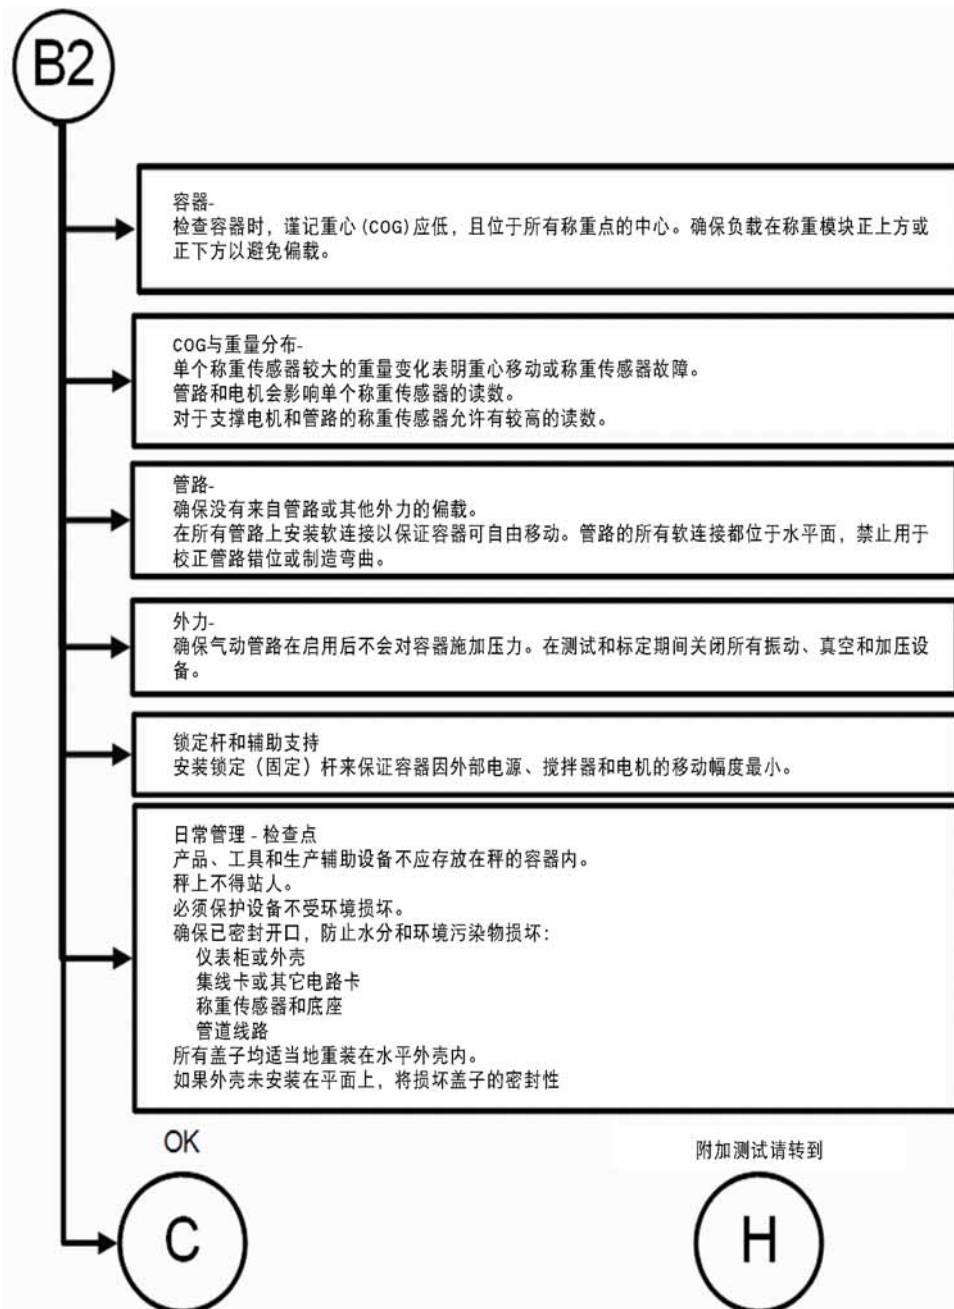 B2
容器-
检查容器时，谨记重心 (COG) 应低，且位于所有称重点的中心。确保负载在称重模块正上方或
正下方以避免偏载。
COG与重量分布-
单个称重传感器较大的重量变化表明重心移动或称重传感器故障。
管路和电机会影响单个称重传感器的读数。
对于支撑电机和管路的称重传感器允许有较高的读数。
管路-
确保没有来自管路或其他外力的偏载。
在所有管路上安装软连接以保证容器可自由移动。管路的所有软连接都位于水平面，禁止用于
校正管路错位或制造弯曲。
外力-
确保气动管路在启用后不会对容器施加压力。在测试和标定期间关闭所有振动、真空和加压设
备。
锁定杆和辅助支持
安装锁定（固定）杆来保证容器因外部电源、搅拌器和电机的移动幅度最小。
日常管理 - 检查点
产品、工具和生产辅助设备不应存放在秤的容器内。
秤上不得站人。
必须保护设备不受环境损坏。
确保已密封开口，防止水分和环境污染物损坏：
仪表柜或外壳
集线卡或其它电路卡
称重传感器和底座
管道线路
所有盖子均适当地重装在水平外壳内。
如果外壳未安装在平面上，将损坏盖子的密封性
OK
附加测试请转到
C
H